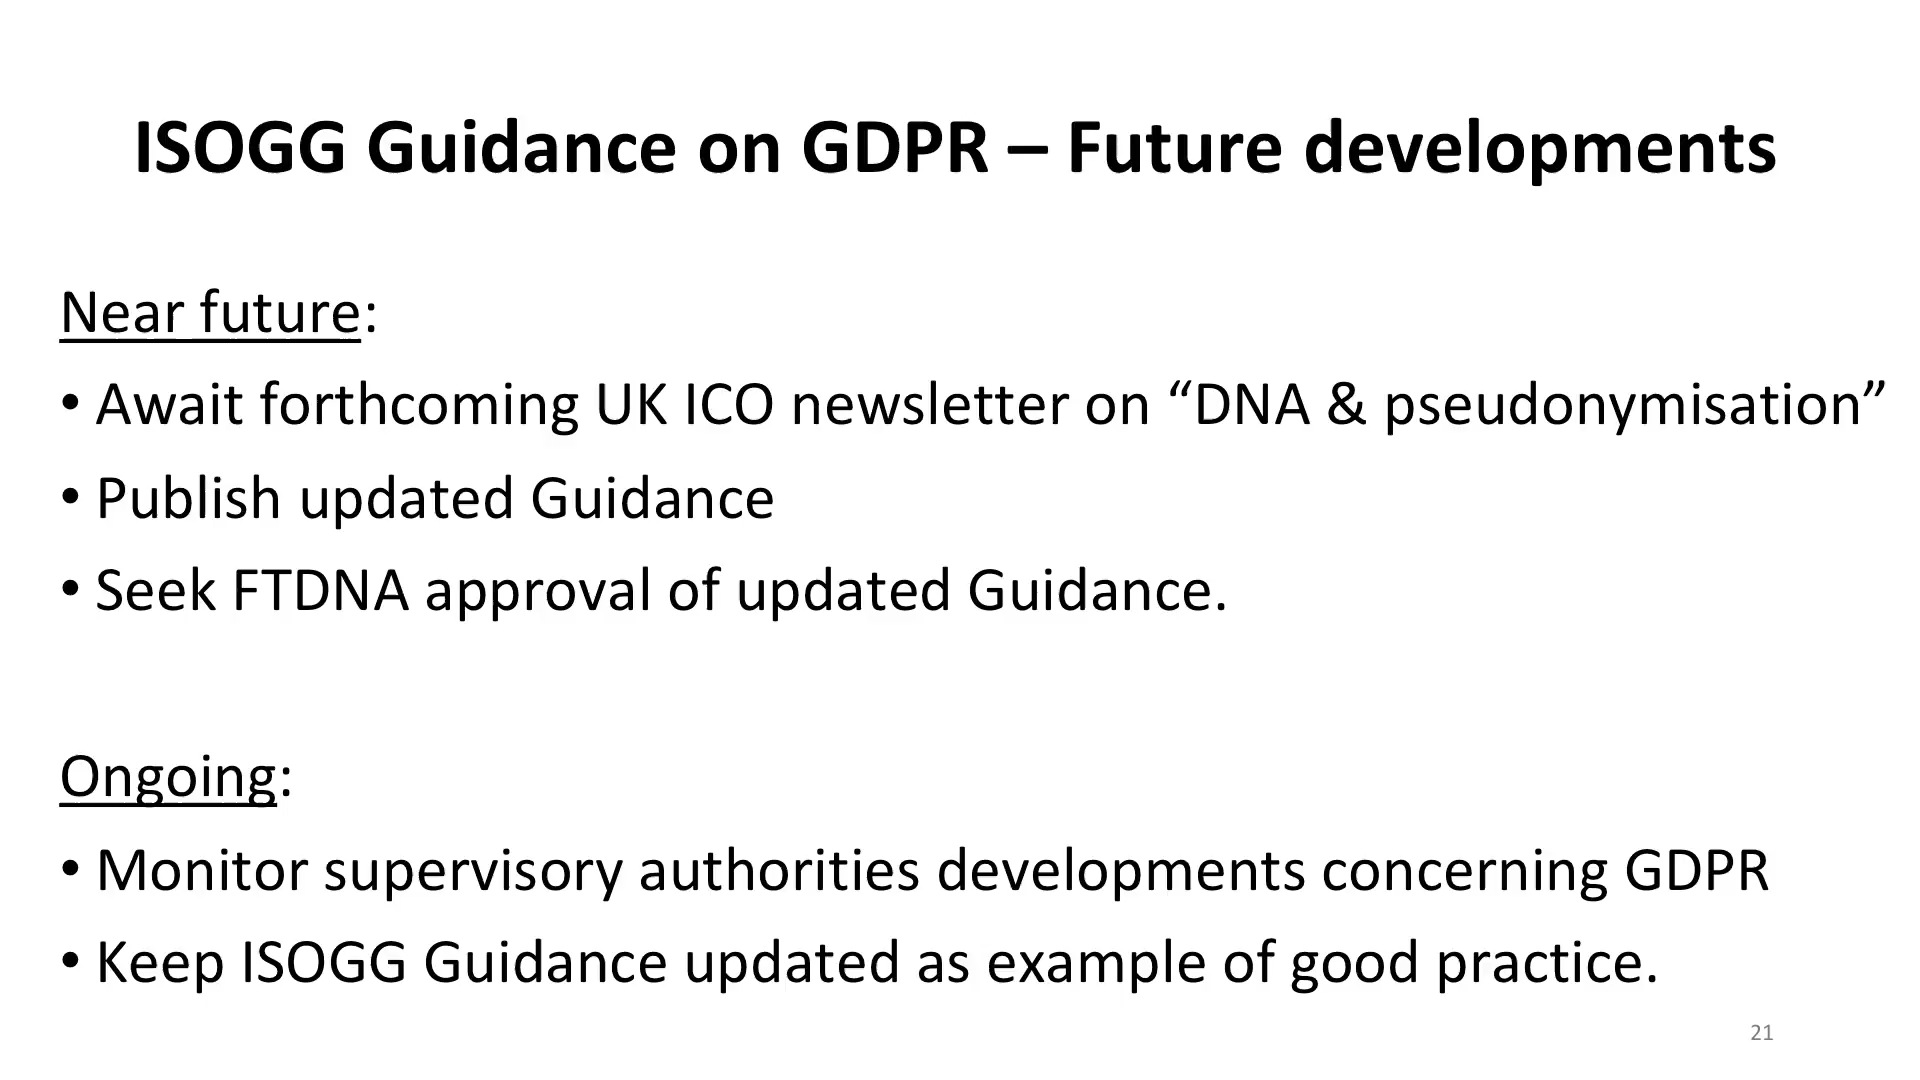 ISOGG Guidance on GDPR – Future developments
Near future:
• Await forthcoming UK ICO newsletter on “DNA & pseudonymisation”
• Publish updated Guidance
• Seek FTDNA approval of updated Guidance.
Ongoing:
• Monitor supervisory authorities developments concerning GDPR
• Keep ISOGG Guidance updated as example of good practice.
21